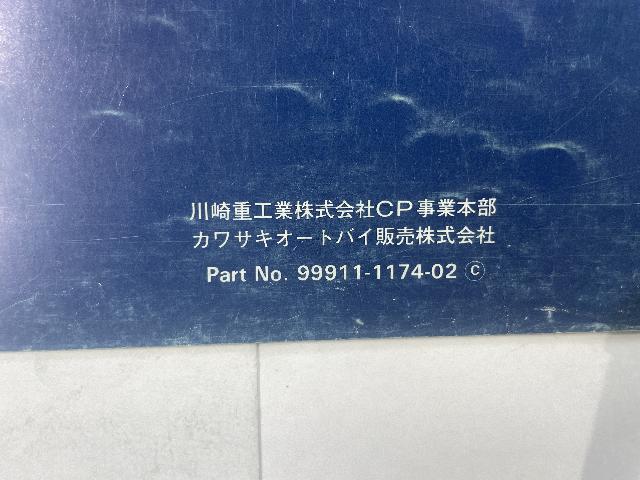 川崎重工業株式会社CP事業本部
カワサキオートバイ販売株式会社
Part No. 99911-1174-02 ©